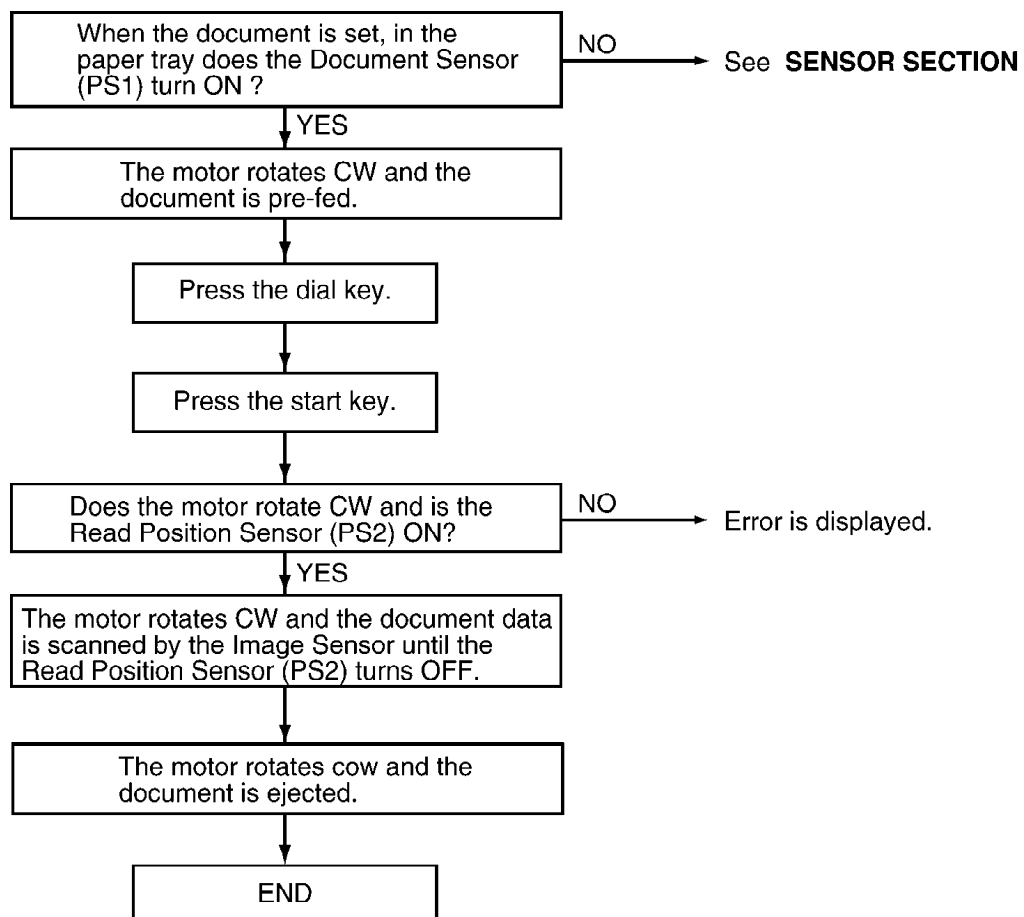 When the document is set, in the
paper tray does the Document Sensor
(PS1) turn ON ?
NO
See SENSOR SECTION
YES
The motor rotates CW and the
document is pre-fed.
Press the dial key.
Press the start key.
Does the motor rotate CW and is the
Read Position Sensor (PS2) ON?
NO
Error is displayed.
YES
The motor rotates CW and the document data
is scanned by the Image Sensor until the
Read Position Sensor (PS2) turns OFF.
The motor rotates cow and the
document is ejected.
END